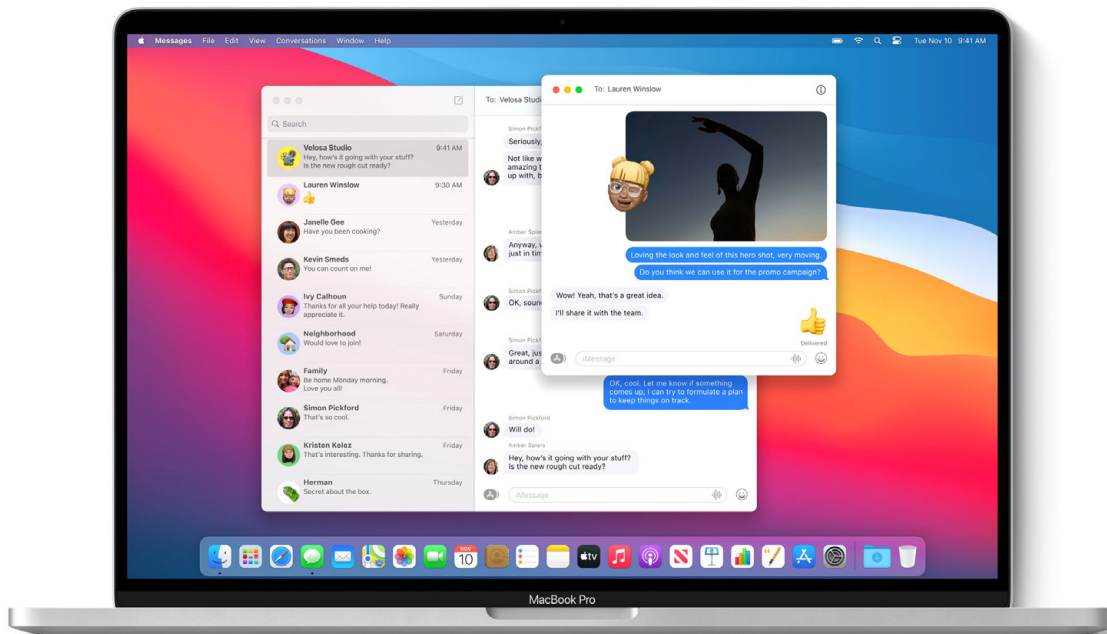 Messages File Edit View Conversations Window Help
Tue Nov 10 9:41 AM
Search
Velosa Studio 9:41 AM
Hey, how's it going with your stuff?
Is the new rough cut ready?
Lauren Winslow 9:30 AM
Janelle Gee Yesterday
Have you been cooking?
Kevin Smeds Yesterday
You can count on me!
Ivy Calhoun Sunday
Thanks for all your help today! Really
appreciate it.
Neighborhood Saturday
Would love to join!
Family Friday
Be home Monday morning.
Love you all!
Simon Pickford Friday
That's so cool.
Kristen Kelez Friday
That's interesting. Thanks for sharing.
Herman Thursday
Secret about the box.
To: Velosa Studi
Simon Pickf
Seriously,
Not like w
amazing t
up with, b
Amber Spie
Anyway, w
just in tim
Simon Pickf
OK, soun
Simon Pickf
Great, jus
around a
OK, cool. Let me know if something
comes up, I can try to formulate a plan
to keep things on track.
Simon Pickford
Will do!
Amber Spiers
Hey, how's it going with your stuff?
Is the new rough cut ready?
iMessage
To: Lauren Winslow
Loving the look and feel of this hero shot, very moving.
Do you think we can use it for the promo campaign?
Wow! Yeah, that's a great idea.
I'll share it with the team.
Delivered
iMessage
NOV
10
tv
MacBook Pro